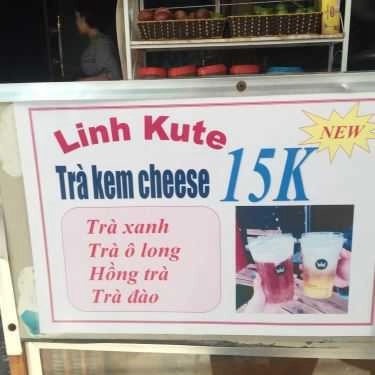 Linh Kute
NEW
Trà kem cheese 15K
Trà xanh
Trà ô long
Hồng trà
Trà đào